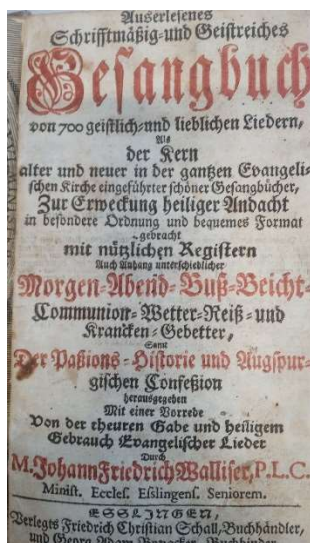 Auserlesenes
Schrifftmäßig-und Geistreiches
Gesangbuch
von 700 geistlich-und lieblichen Liedern,
Als
der Kern
alter und neuer in der gantzen Evangeli-
schen Kirche eingeführter schöner Gesangbücher,
Zur Erweckung heiliger Andacht
in besondere Ordnung und bequemes Format
gebracht
mit nützlichen Registern
Auch Anhang unterschiedlicher
Morgen-Abend-Buß-Beicht-
Communion-Wetter-Reiß-und
Krancken-Gebetter,
Samt
Der Paßions-Historie und Augspur-
gischen Confeßion
herausgegeben
Mit einer Vorrede
Von der theuren Gabe und heiligem
Gebrauch Evangelischer Lieder
Durch
M. Johann Friedrich Walliser, P. L. C.
Minist. Eccles. Eßlingens. Seniorem.
ESSLINGEN,
Verlegts Friedrich Christian Schall, Buchhändler,
und Georg Adam Buchbinder